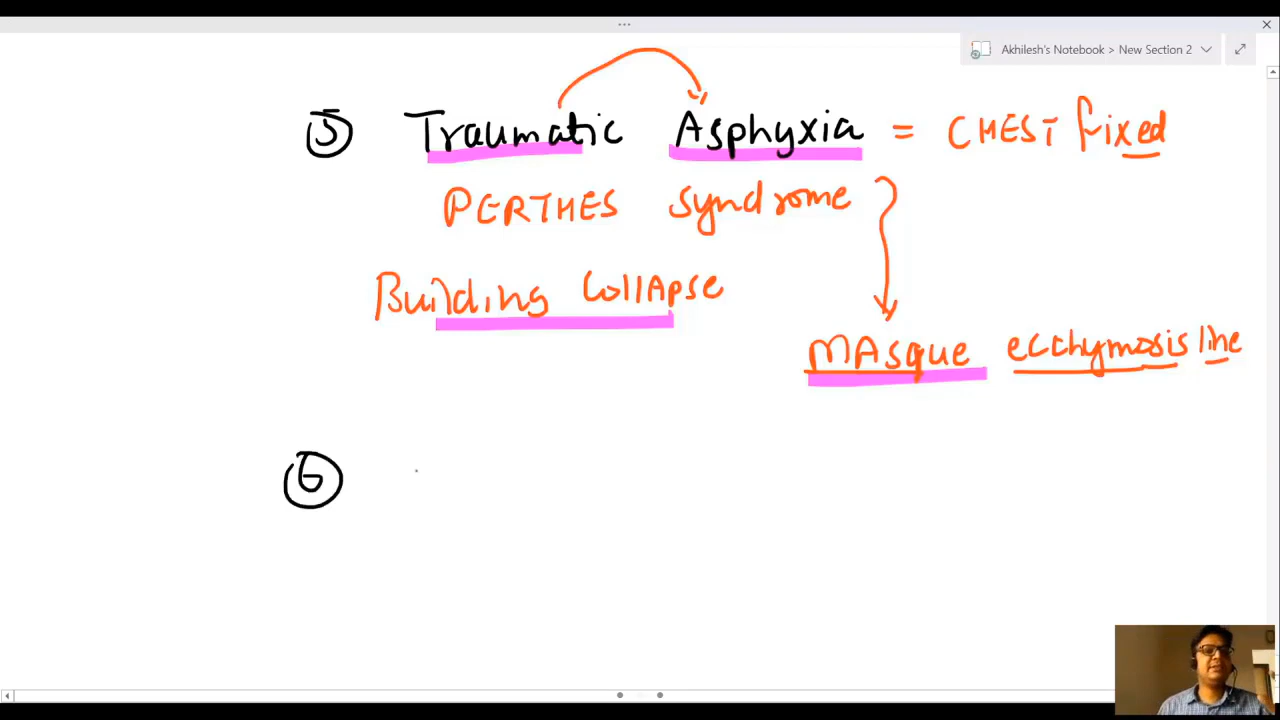 Akhilesh's Notebook > New Section 2
5 Traumatic Asphyxia = CHEST fixed
PERTHES Syndrome
Building CollApse
MAsque ecchymosis line
6